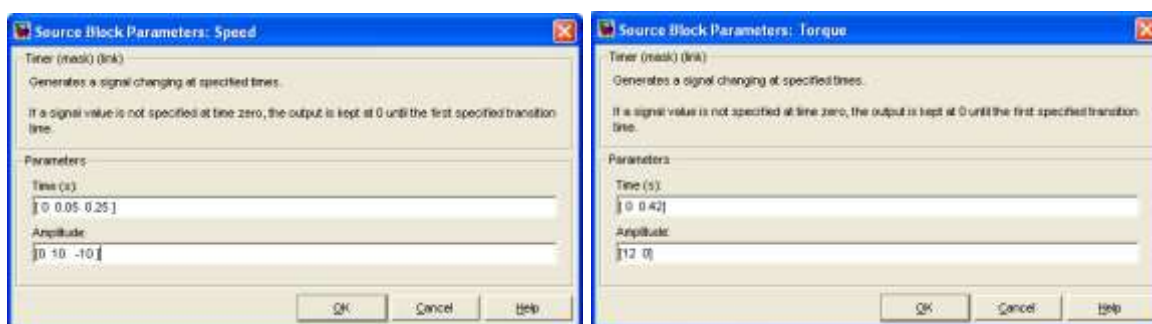 Source Block Parameters: Speed
Timer (mask) (link)
Generates a signal changing at specified times.
If a signal value is not specified at time zero, the output is kept at 0 until the first specified transition
time.
Parameters
Time (s):
[ 0 0.05 0.25 ]
Amplitude:
[0 10 -10 ]
OK
Cancel
Help
Source Block Parameters: Torque
Timer (mask) (link)
Generates a signal changing at specified times.
If a signal value is not specified at time zero, the output is kept at 0 until the first specified transition
time.
Parameters
Time (s):
[ 0 0.42]
Amplitude:
[12 0]
OK
Cancel
Help